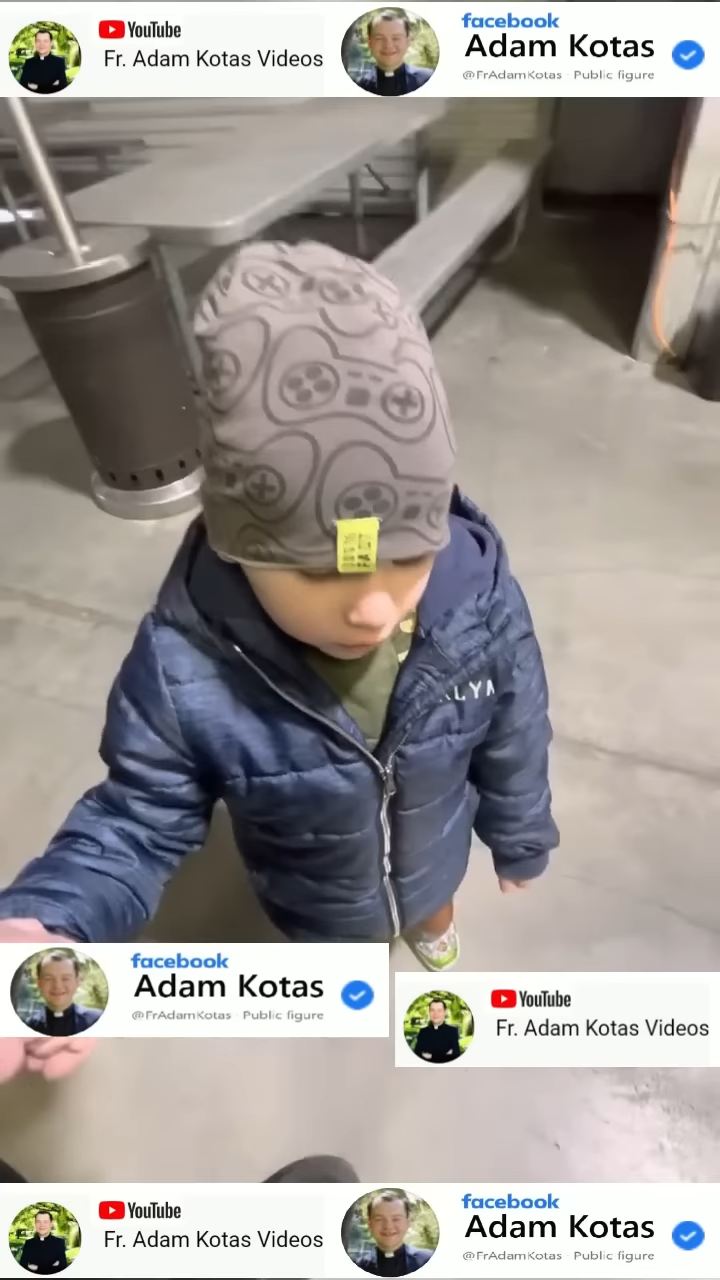 YouTube
Fr. Adam Kotas Videos
facebook
Adam Kotas
@FrAdamKotas · Public figure
LYA
facebook
Adam Kotas
@FrAdamKotas · Public figure
YouTube
Fr. Adam Kotas Videos
YouTube
Fr. Adam Kotas Videos
facebook
Adam Kotas
@FrAdamKotas · Public figure